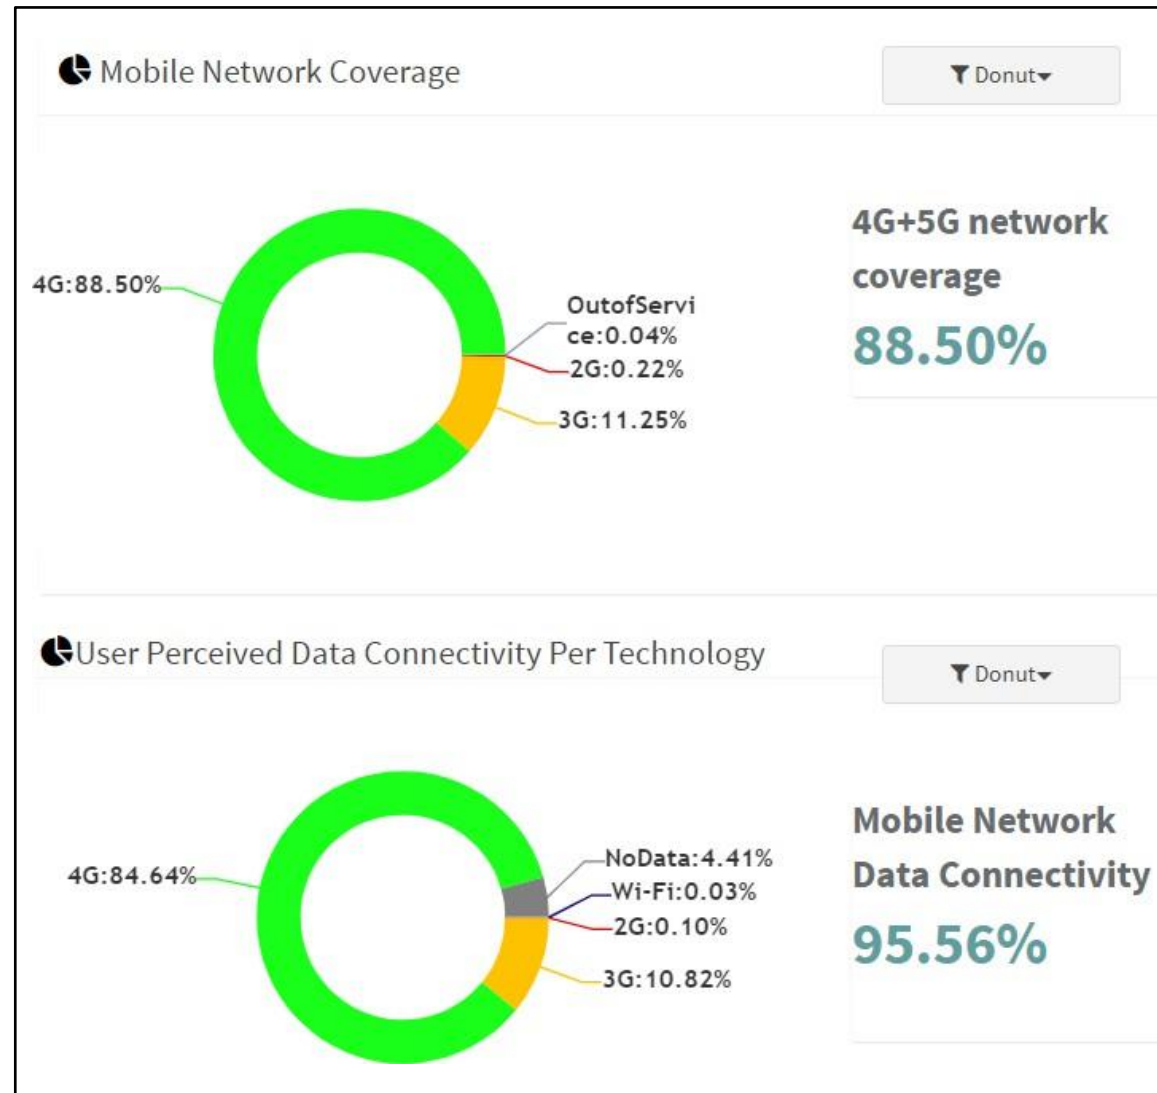 Mobile Network Coverage
Donut
4G:88.50%
OutofServi
ce:0.04%
2G:0.22%
3G:11.25%
4G+5G network
coverage
88.50%
User Perceived Data Connectivity Per Technology
Donut
4G:84.64%
NoData:4.41%
Wi-Fi:0.03%
2G:0.10%
3G:10.82%
Mobile Network
Data Connectivity
95.56%